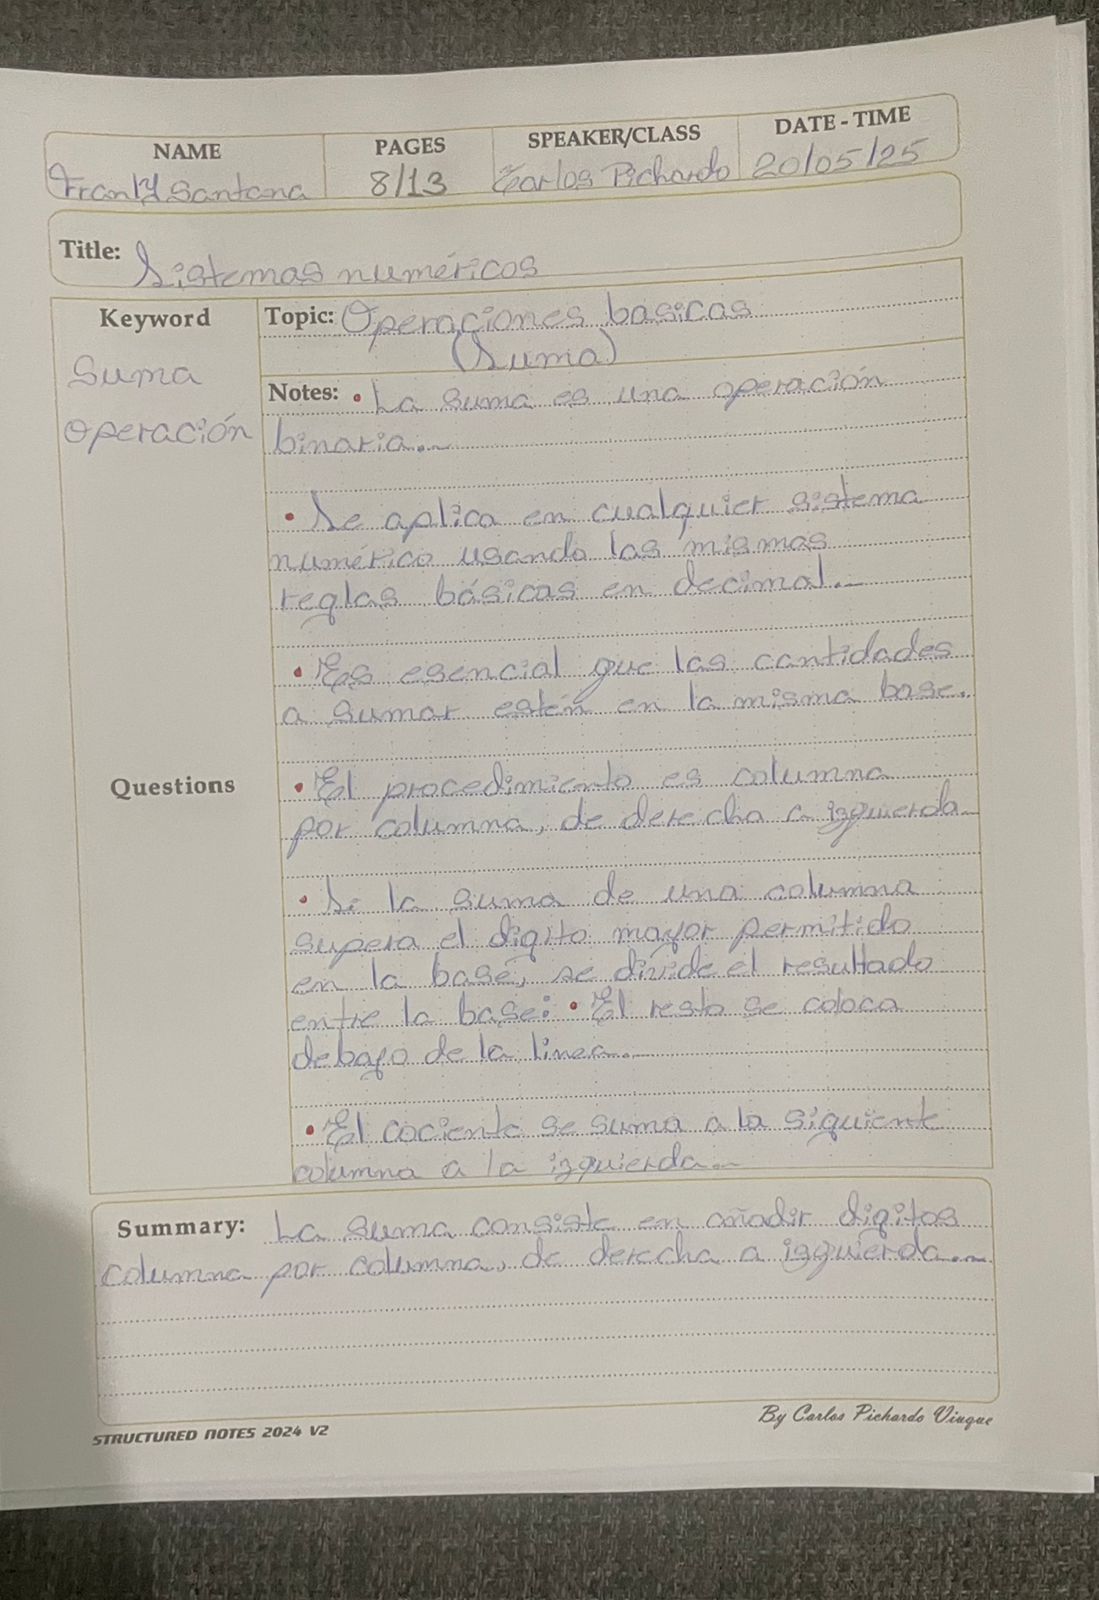 NAME PAGES SPEAKER/CLASS DATE - TIME
Frankly Santana 8/13 Carlos Pichardo 20/05/25
Title: Sistemas numéricos
Keyword Topic: Operaciones basicas
(Suma)
Suma
Operación
Notes: • La suma es una operación
binaria..
• Se aplica en cualquier sistema
numérico usando las mismas
reglas básicas en decimal..
• Es esencial que las cantidades
a sumar estén en la misma base.
Questions
• El procedimiento es columna
por columna, de derecha a izquierda..
• Si la suma de una columna
supera el digito mayor permitido
en la base, se divide el resultado
entre la base: • El resto se coloca
debajo de la linea..
• El cociente se suma a la siguiente
columna a la izquierda..
Summary: La suma consiste en añadir digitos
columna por columna, de derecha a izquierda...
STRUCTURED NOTES 2024 V2
By Carlos Pichardo Viuque